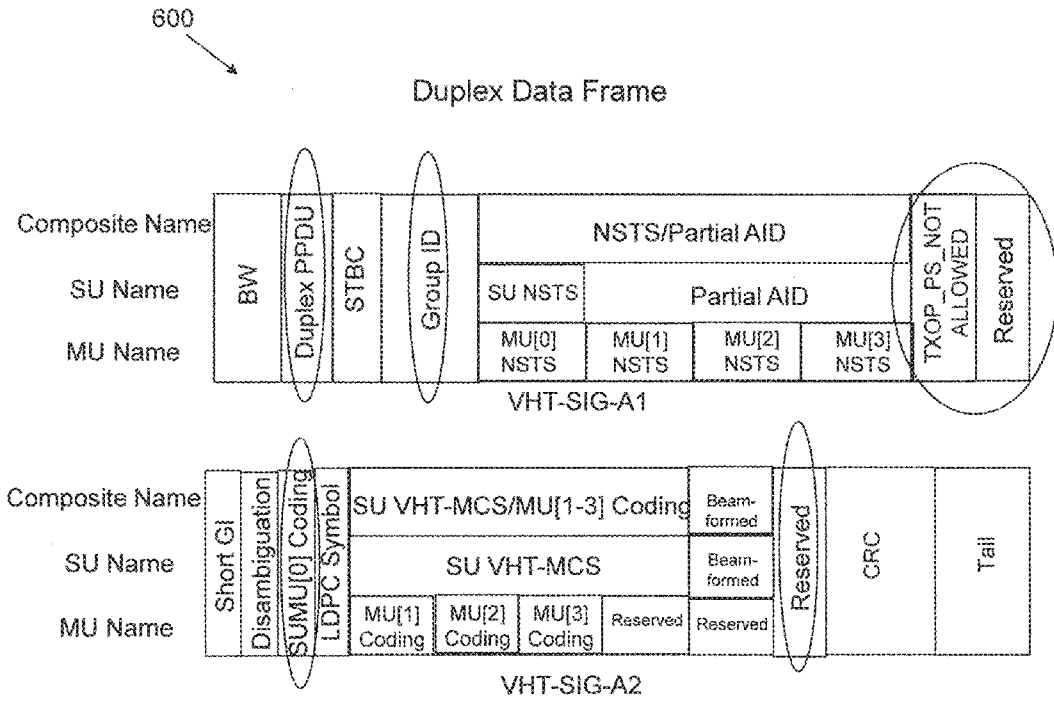 600
Duplex Data Frame
Composite Name
SU Name
MU Name
BW
Duplex PPDU
STBC
Group ID
NSTS/Partial AID
SU NSTS
Partial AID
MU[0]
NSTS
MU[1]
NSTS
MU[2]
NSTS
MU[3]
NSTS
TXOP_PS_NOT
ALLOWED
Reserved
VHT-SIG-A1
Composite Name
SU Name
MU Name
Short GI
Disambiguation
SUMU[0] Coding
LDPC Symbol
SU VHT-MCS/MU[1-3] Coding
SU VHT-MCS
MU[1]
Coding
MU[2]
Coding
MU[3]
Coding
Reserved
Beam-
formed
Beam-
formed
Reserved
Reserved
CRC
Tail
VHT-SIG-A2